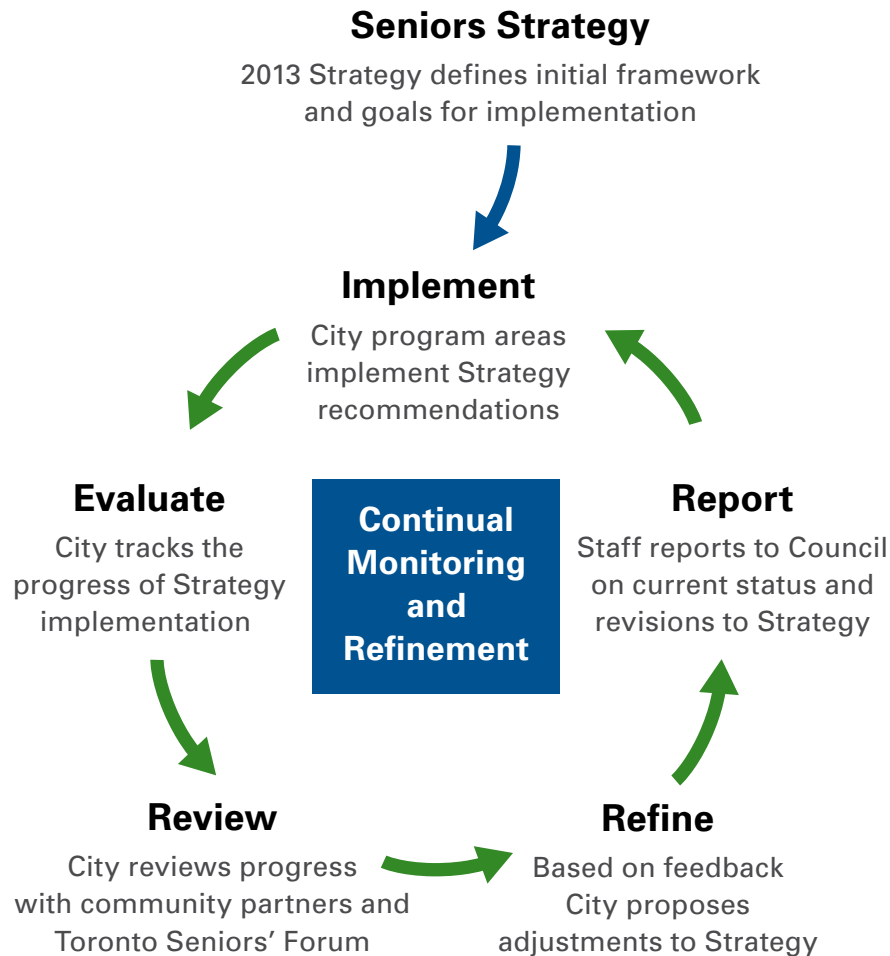 Seniors Strategy
2013 Strategy defines initial framework
and goals for implementation
Implement
City program areas
implement Strategy
recommendations
Evaluate
City tracks the
progress of Strategy
implementation
Continual
Monitoring
and
Refinement
Report
Staff reports to Council
on current status and
revisions to Strategy
Review
City reviews progress
with community partners and
Toronto Seniors’ Forum
Refine
Based on feedback
City proposes
adjustments to Strategy